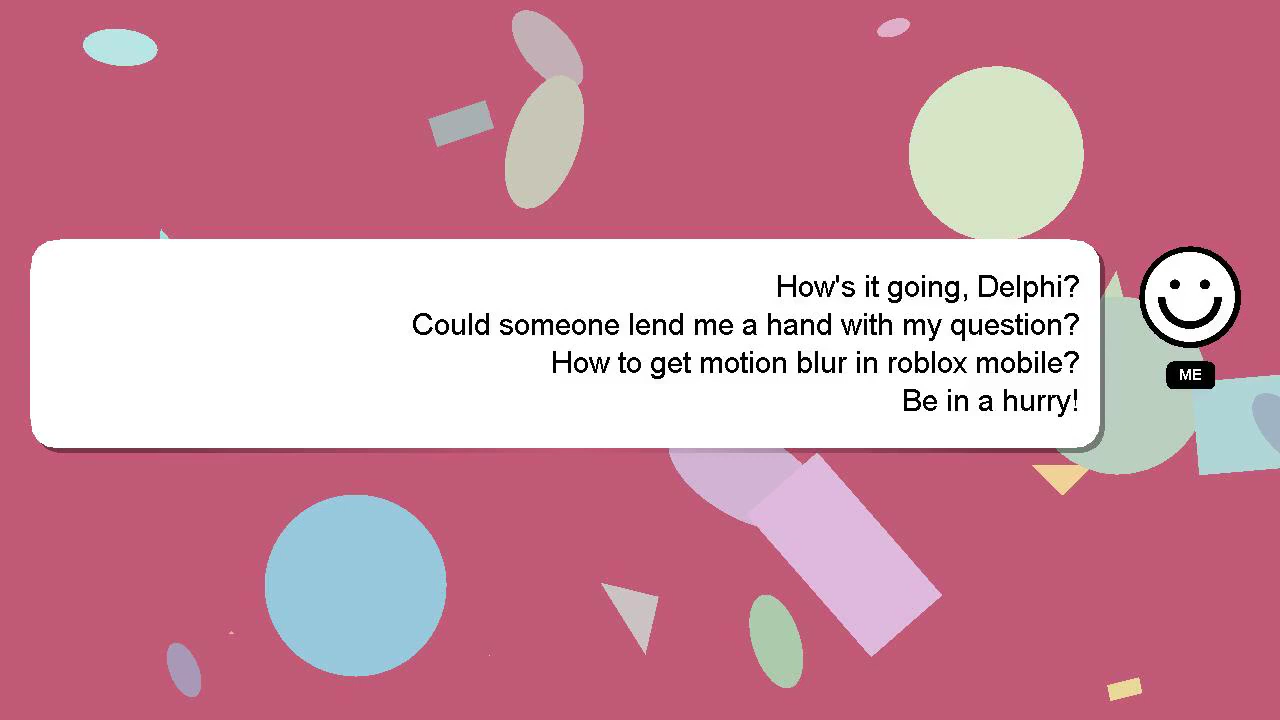 How's it going, Delphi?
Could someone lend me a hand with my question?
How to get motion blur in roblox mobile?
Be in a hurry!
ME